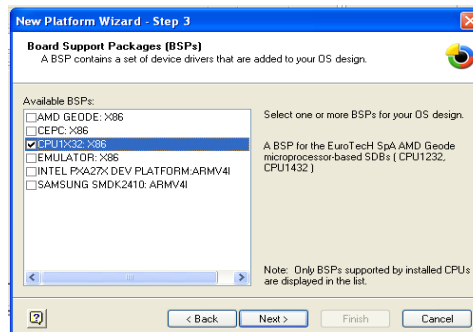 New Platform Wizard - Step 3
Board Support Packages (BSPs)
A BSP contains a set of device drivers that are added to your OS design.
Available BSPs:
AMD GEODE: X86
CEPC: X86
CPU1X32: X86
EMULATOR: X86
INTEL PXA27X DEV PLATFORM:ARMV4I
SAMSUNG SMDK2410: ARMV4I
Select one or more BSPs for your OS design.
A BSP for the EuroTecH SpA AMD Geode
microprocessor-based SDBs ( CPU1232,
CPU1432 )
Note: Only BSPs supported by installed CPUs
are displayed in the list.
?
< Back
Next >
Finish
Cancel